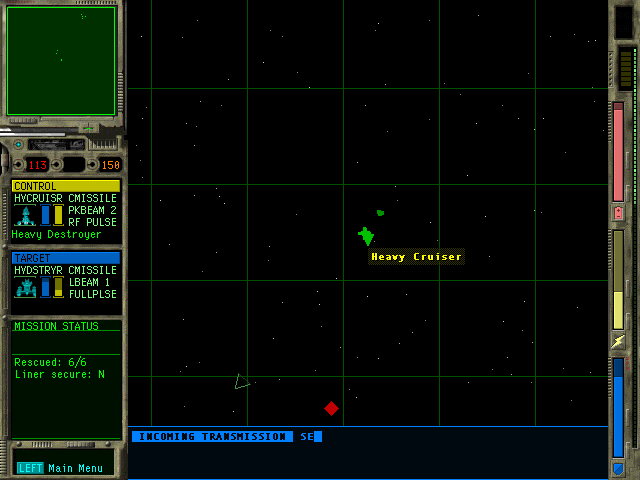 113 150
CONTROL
HVCRUISR CMISSILE
PKBEAM 2
RF PULSE
Heavy Destroyer
TARGET
HYDSTRYR CMISSILE
LBEAM 1
FULLPLSE
MISSION STATUS
Rescued: 6/6
Liner secure: N
LEFT Main Menu
Heavy Cruiser
INCOMING TRANSMISSION SE